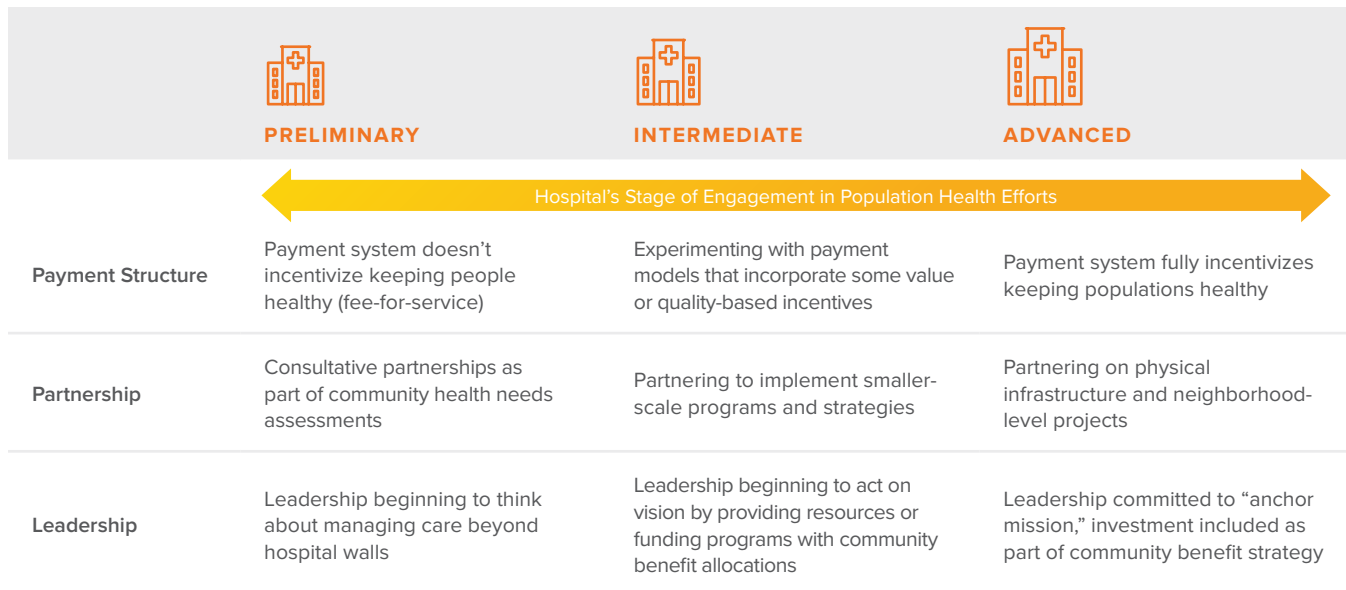 PRELIMINARY
INTERMEDIATE
ADVANCED
Hospital’s Stage of Engagement in Population Health Efforts
Payment Structure
Payment system doesn’t
incentivize keeping people
healthy (fee-for-service)
Experimenting with payment
models that incorporate some value
or quality-based incentives
Payment system fully incentivizes
keeping populations healthy
Partnership
Consultative partnerships as
part of community health needs
assessments
Partnering to implement smaller-
scale programs and strategies
Partnering on physical
infrastructure and neighborhood-
level projects
Leadership
Leadership beginning to think
about managing care beyond
hospital walls
Leadership beginning to act on
vision by providing resources or
funding programs with community
benefit allocations
Leadership committed to “anchor
mission,” investment included as
part of community benefit strategy